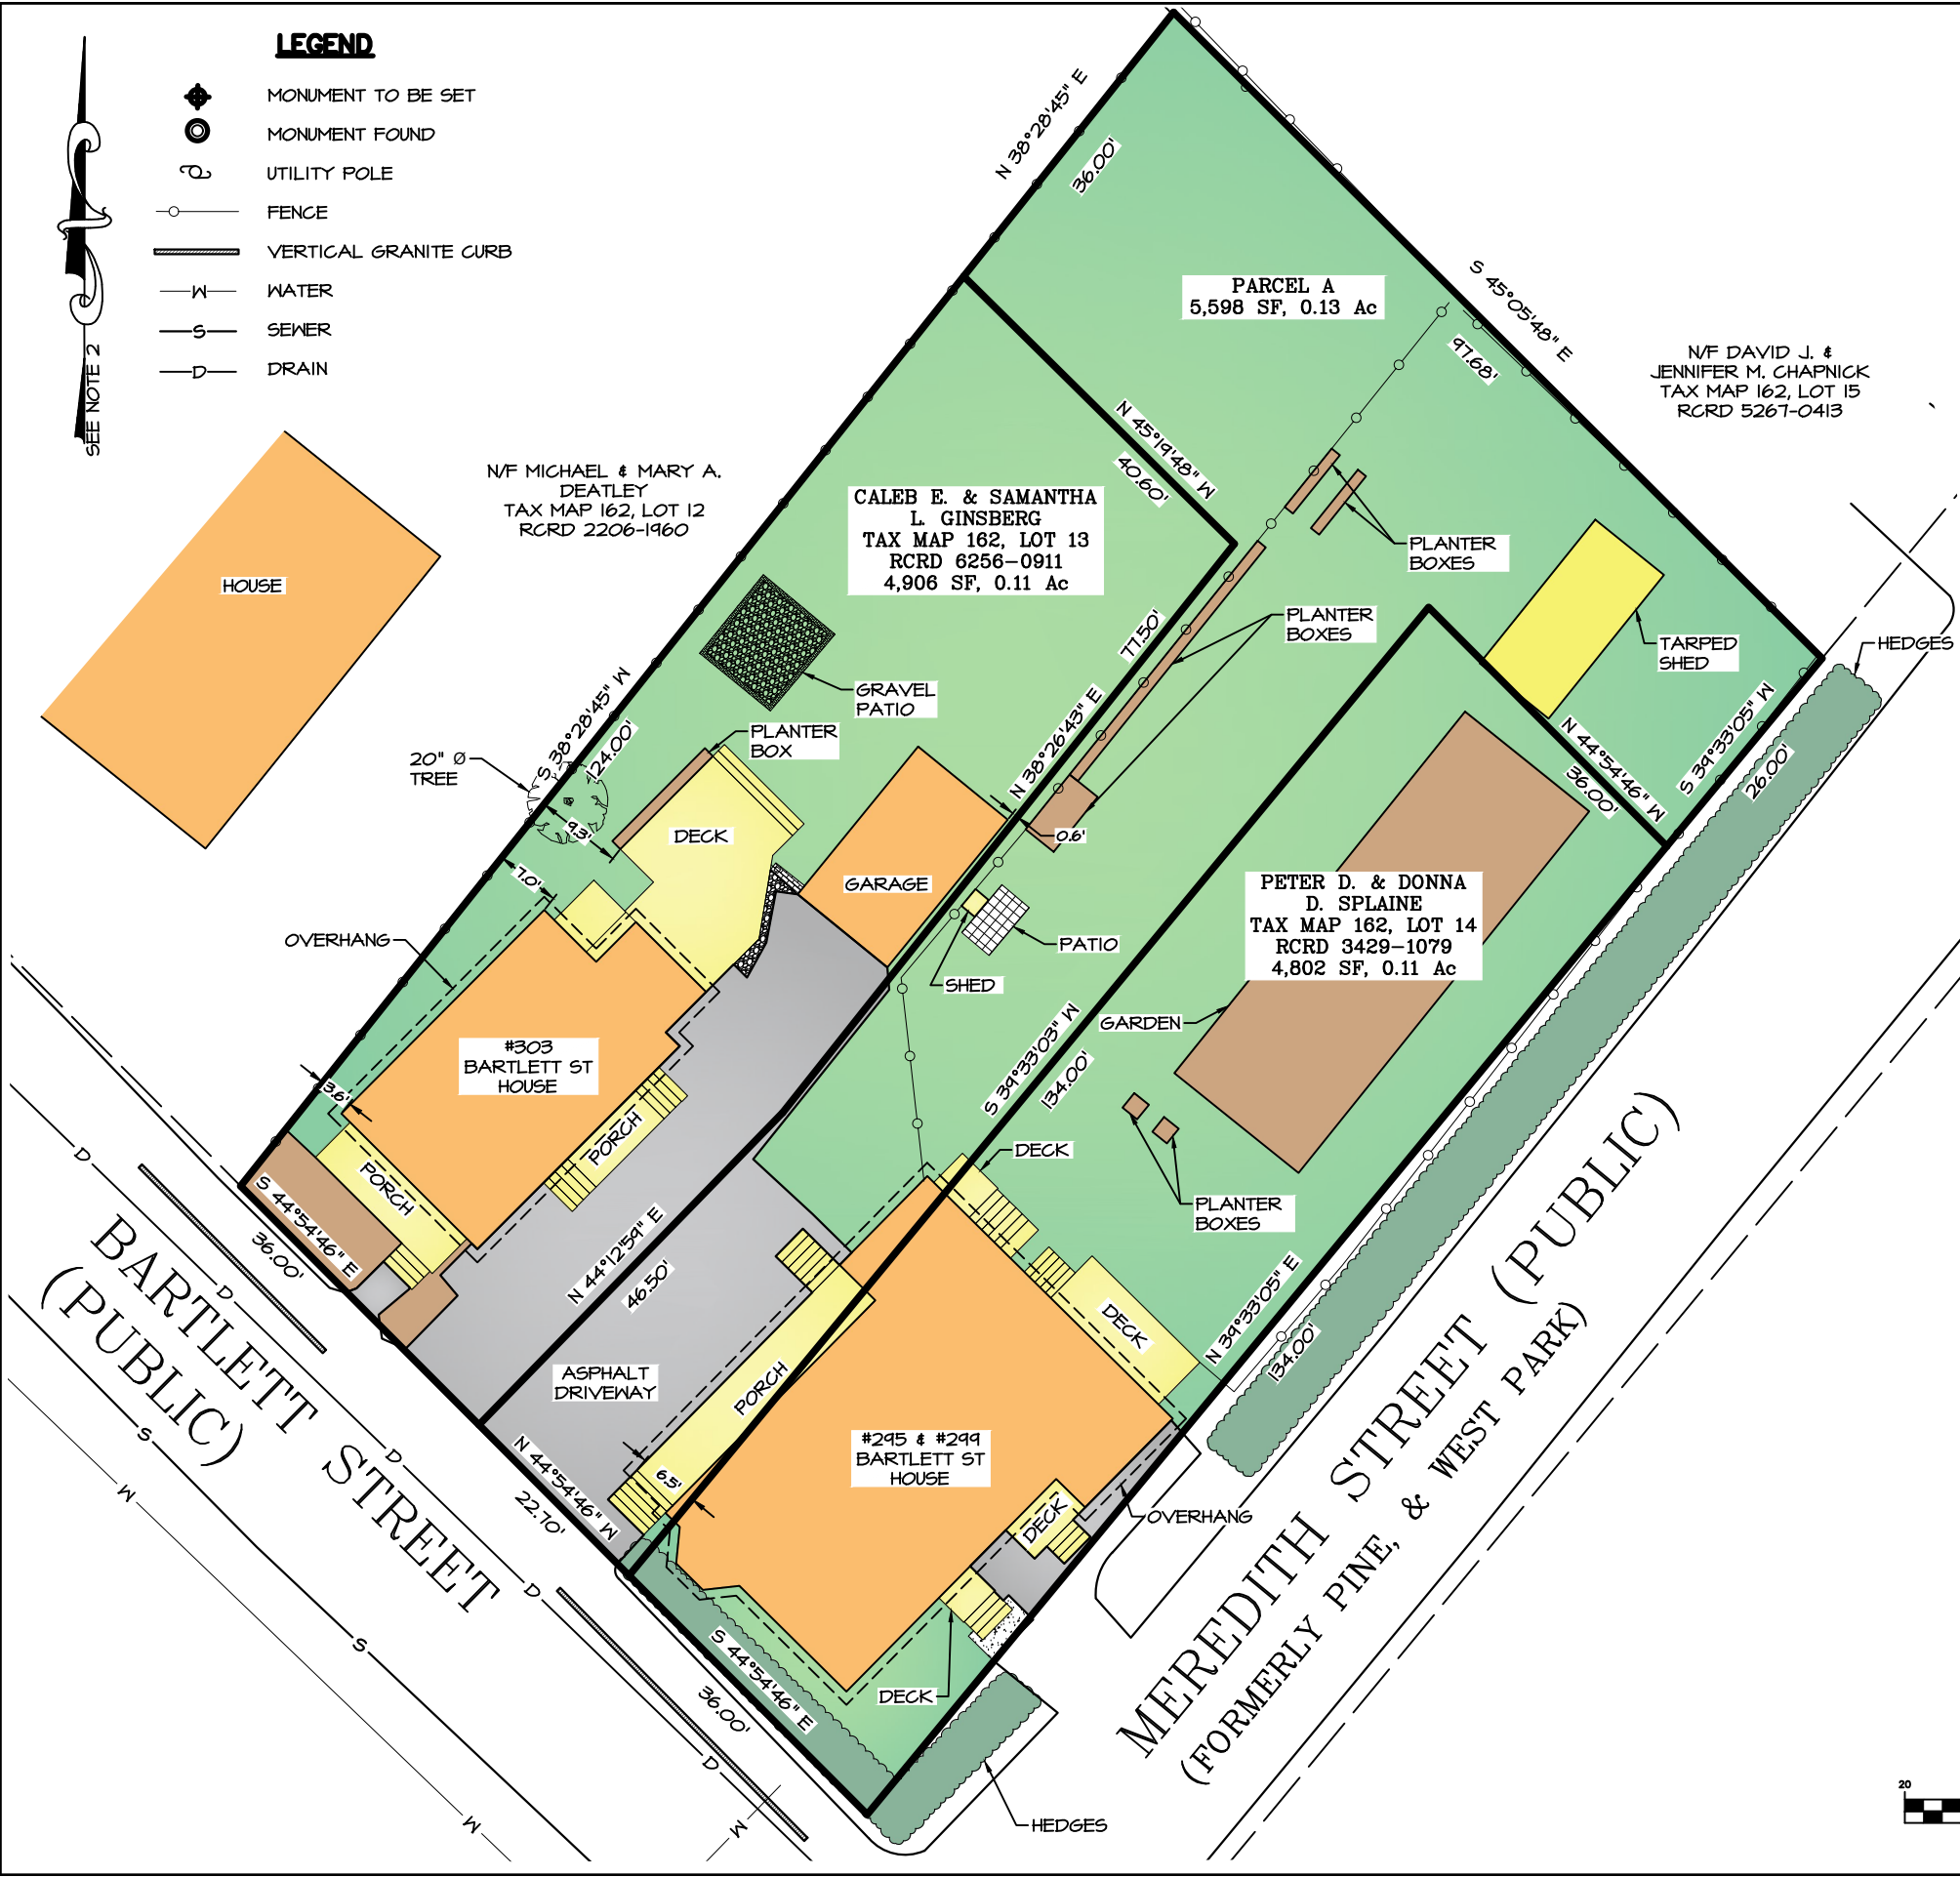 LEGEND
MONUMENT TO BE SET
MONUMENT FOUND
UTILITY POLE
FENCE
VERTICAL GRANITE CURB
W
WATER
S
SEWER
D
DRAIN
SEE NOTE 2
N 38°28'45" E
36.00'
PARCEL A
5,598 SF, 0.13 Ac
S 45°05'48" E
97.68'
N/F DAVID J. &
JENNIFER M. CHAPNICK
TAX MAP 162, LOT 15
RCRD 5267-0413
N/F MICHAEL & MARY A.
DEATLEY
TAX MAP 162, LOT 12
RCRD 2206-1960
HOUSE
CALEB E. & SAMANTHA
L. GINSBERG
TAX MAP 162, LOT 13
RCRD 6256-0911
4,906 SF, 0.11 Ac
N 45°19'48" W
40.60'
PLANTER
BOXES
PLANTER
BOXES
TARPED
SHED
HEDGES
77.50'
N 38°26'43" E
GRAVEL
PATIO
PLANTER
BOX
S 38°28'45" W
124.00'
20" Ø
TREE
9.3'
7.0'
DECK
GARAGE
0.6'
N 44°54'46" W
36.00'
S 39°33'05" W
26.00'
PETER D. & DONNA
D. SPLAINE
TAX MAP 162, LOT 14
RCRD 3429-1079
4,802 SF, 0.11 Ac
OVERHANG
PATIO
SHED
GARDEN
S 39°33'03" W
134.00'
#303
BARTLETT ST
HOUSE
3.6'
PORCH
PORCH
DECK
PLANTER
BOXES
S 44°54'46" E
36.00'
N 44°12'59" E
46.50'
DECK
N 39°33'05" E
134.00'
ASPHALT
DRIVEWAY
PORCH
#295 & #299
BARTLETT ST
HOUSE
6.5'
N 44°54'46" W
22.70'
DECK
OVERHANG
DECK
S 44°54'46" E
36.00'
HEDGES
BARTLETT STREET
(PUBLIC)
MEREDITH STREET (PUBLIC)
(FORMERLY PINE, & WEST PARK)
D
D
D
D
D
S
S
W
W
W
20